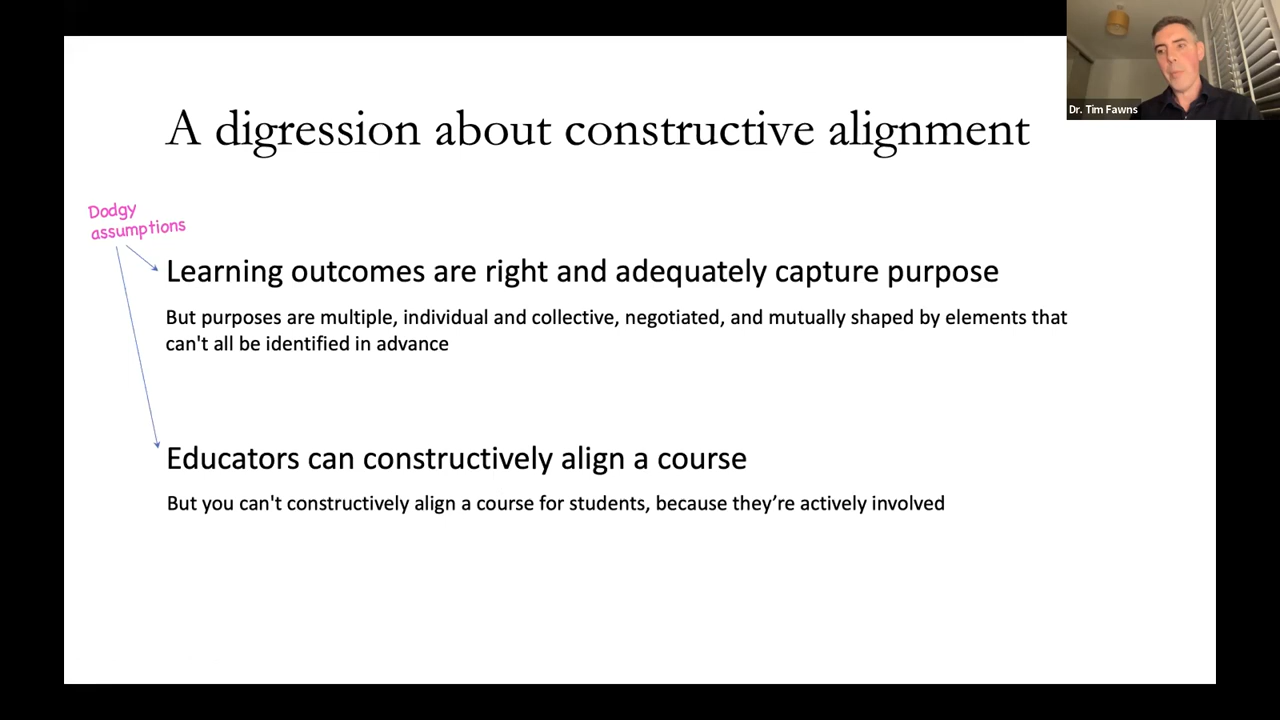 A digression about constructive alignment
Dr. Tim Fawns
Dodgy
assumptions
Learning outcomes are right and adequately capture purpose
But purposes are multiple, individual and collective, negotiated, and mutually shaped by elements that
can't all be identified in advance
Educators can constructively align a course
But you can't constructively align a course for students, because they’re actively involved